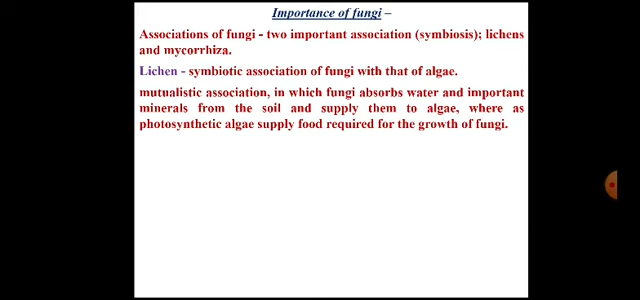 Importance of fungi –
Associations of fungi - two important association (symbiosis); lichens
and mycorrhiza.
Lichen - symbiotic association of fungi with that of algae.
mutualistic association, in which fungi absorbs water and important
minerals from the soil and supply them to algae, where as
photosynthetic algae supply food required for the growth of fungi.